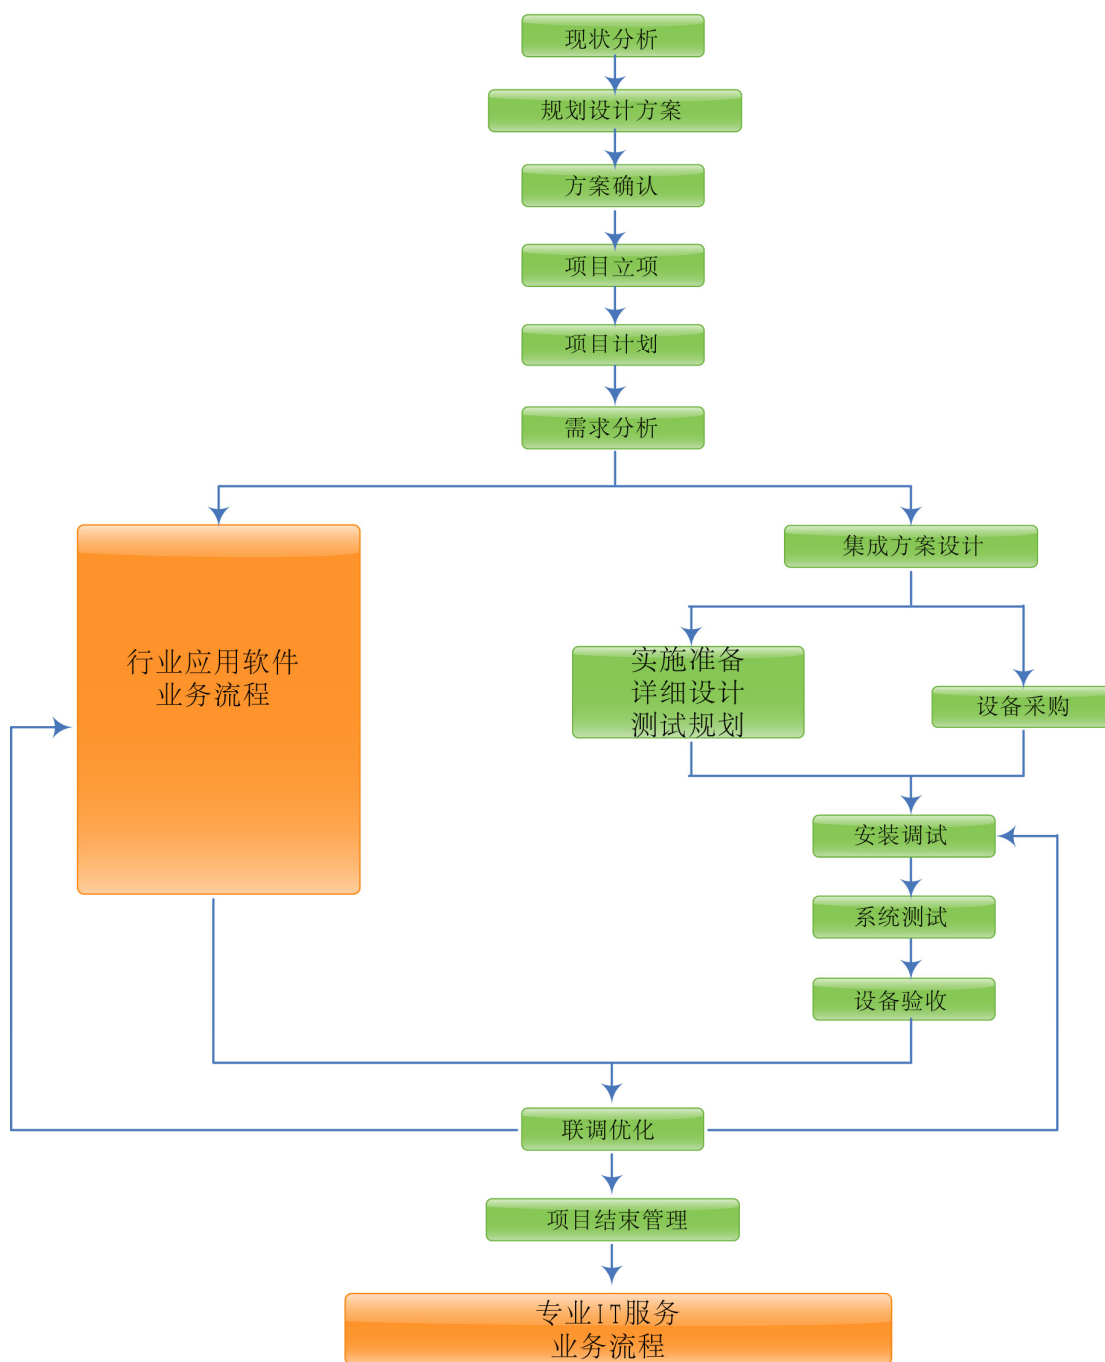 现状分析
规划设计方案
方案确认
项目立项
项目计划
需求分析
行业应用软件
业务流程
集成方案设计
实施准备
详细设计
测试规划
设备采购
安装调试
系统测试
设备验收
联调优化
项目结束管理
专业IT服务
业务流程